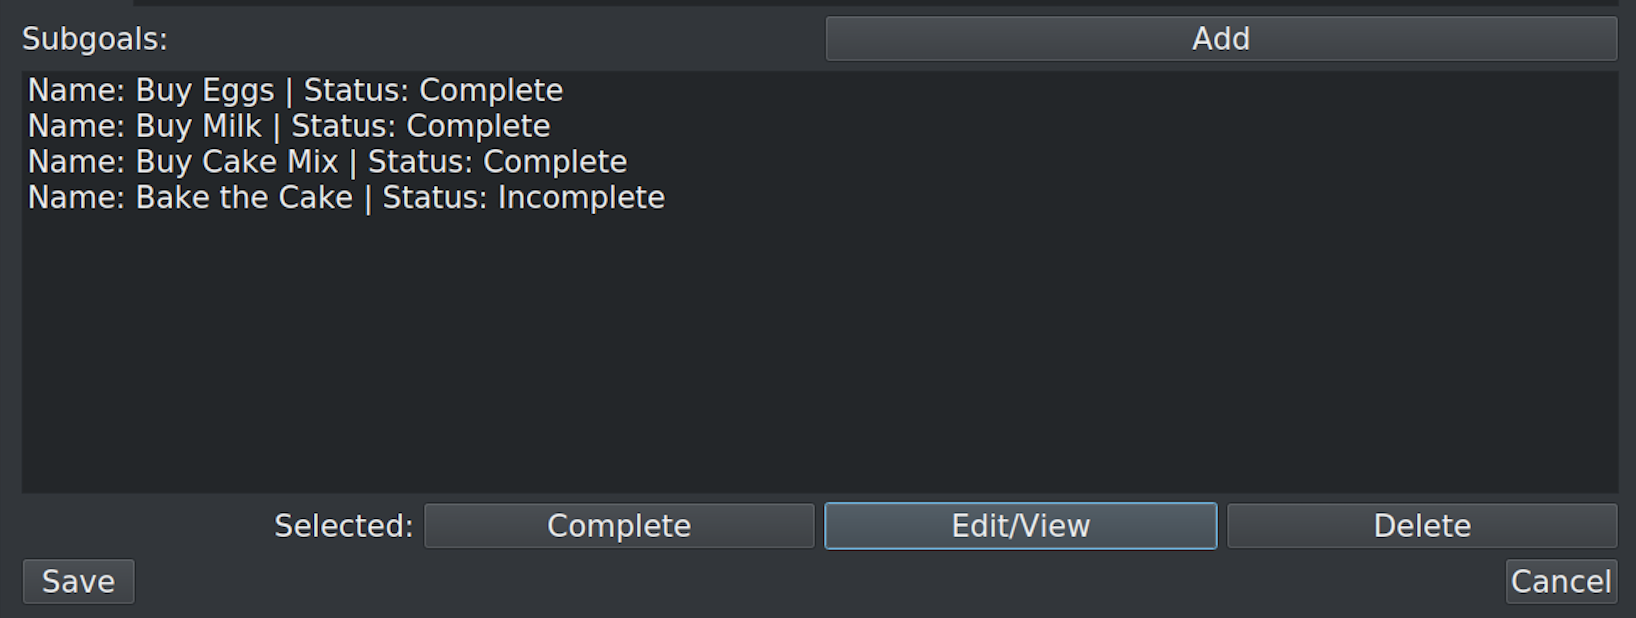 Subgoals:
Add
Name: Buy Eggs | Status: Complete
Name: Buy Milk | Status: Complete
Name: Buy Cake Mix | Status: Complete
Name: Bake the Cake | Status: Incomplete
Selected:
Complete
Edit/View
Delete
Save
Cancel